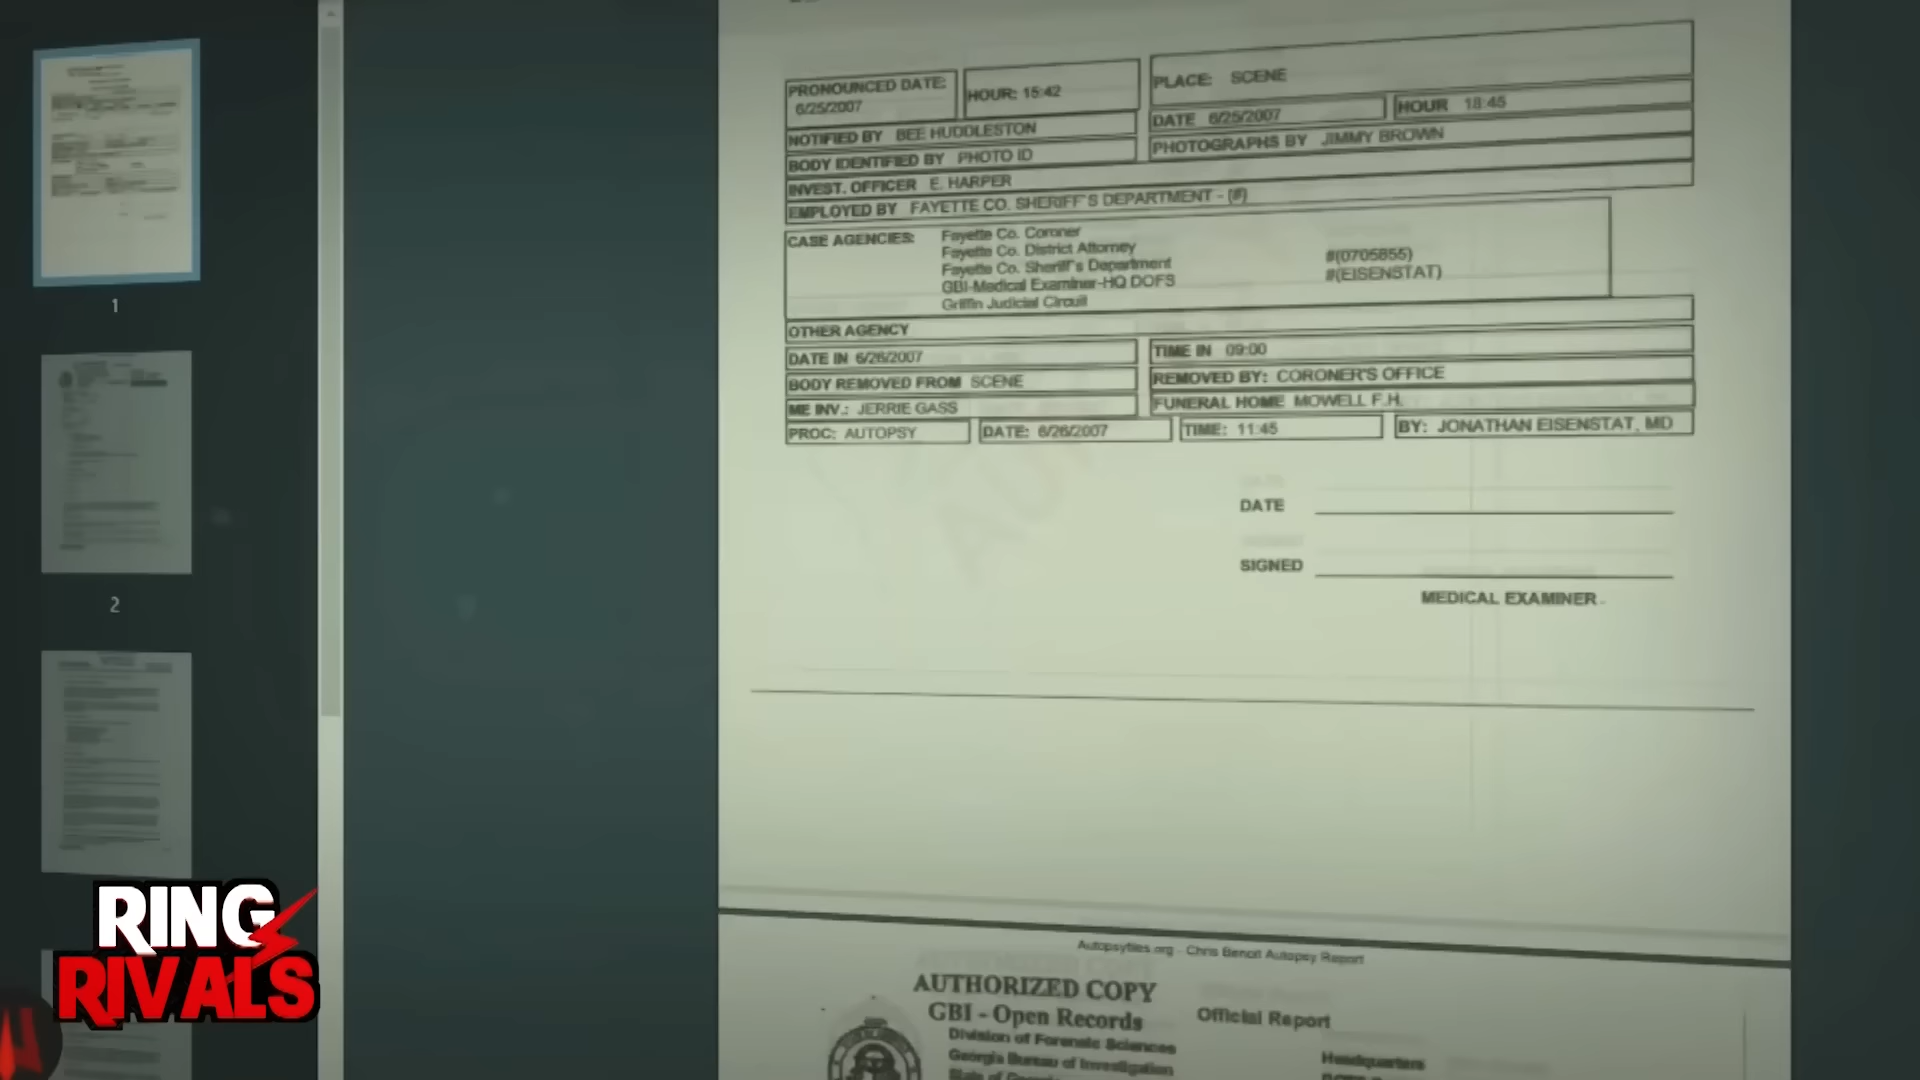 PRONOUNCED DATE:
6/25/2007
HOUR: 15:42
PLACE: SCENE
DATE 6/25/2007
HOUR 18:45
NOTIFIED BY BEE HUDDLESTON
PHOTOGRAPHS BY JIMMY BROWN
BODY IDENTIFIED BY PHOTO ID
INVEST. OFFICER E. HARPER
EMPLOYED BY FAYETTE CO. SHERIFF'S DEPARTMENT - (#)
CASE AGENCIES:
Fayette Co. Coroner
Fayette Co. District Attorney
Fayette Co. Sheriff's Department #(0705855)
GBI-Medical Examiner-HQ DOFS #(EISENSTAT)
Griffin Judicial Circuit
OTHER AGENCY
DATE IN 6/26/2007
TIME IN 09:00
BODY REMOVED FROM SCENE
REMOVED BY: CORONER'S OFFICE
ME INV.: JERRIE GASS
FUNERAL HOME MOWELL F.H.
PROC: AUTOPSY
DATE: 6/26/2007
TIME: 11:45
BY: JONATHAN EISENSTAT, MD
DATE
SIGNED
MEDICAL EXAMINER
1
2
Autopsyfiles.org - Chris Benoit Autopsy Report
AUTHORIZED COPY
GBI - Open Records
Official Report
Division of Forensic Sciences
Georgia Bureau of Investigation
Headquarters
RING
RIVALS